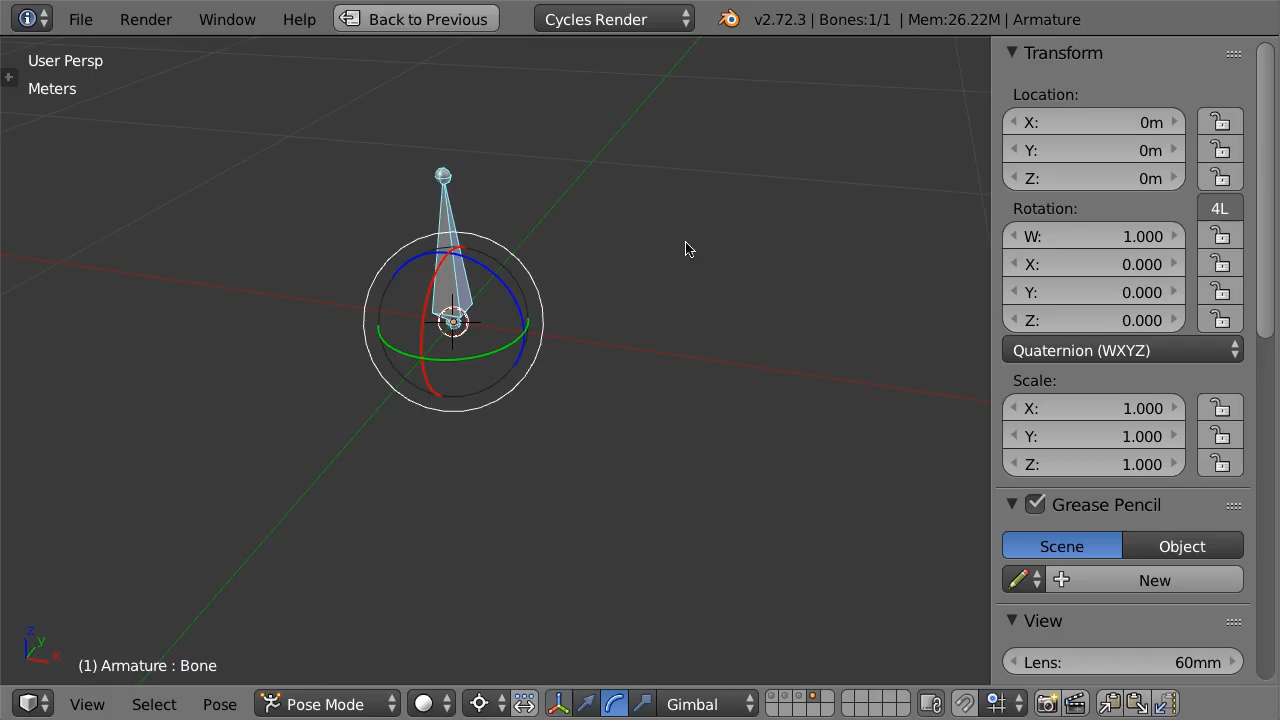 File Render Window Help Back to Previous Cycles Render v2.72.3 | Bones:1/1 | Mem:26.22M | Armature
User Persp
Meters
Transform
Location:
X: 0m
Y: 0m
Z: 0m
Rotation: 4L
W: 1.000
X: 0.000
Y: 0.000
Z: 0.000
Quaternion (WXYZ)
Scale:
X: 1.000
Y: 1.000
Z: 1.000
Grease Pencil
Scene Object
New
View
Lens: 60mm
z
y
x
(1) Armature : Bone
View Select Pose Pose Mode Gimbal